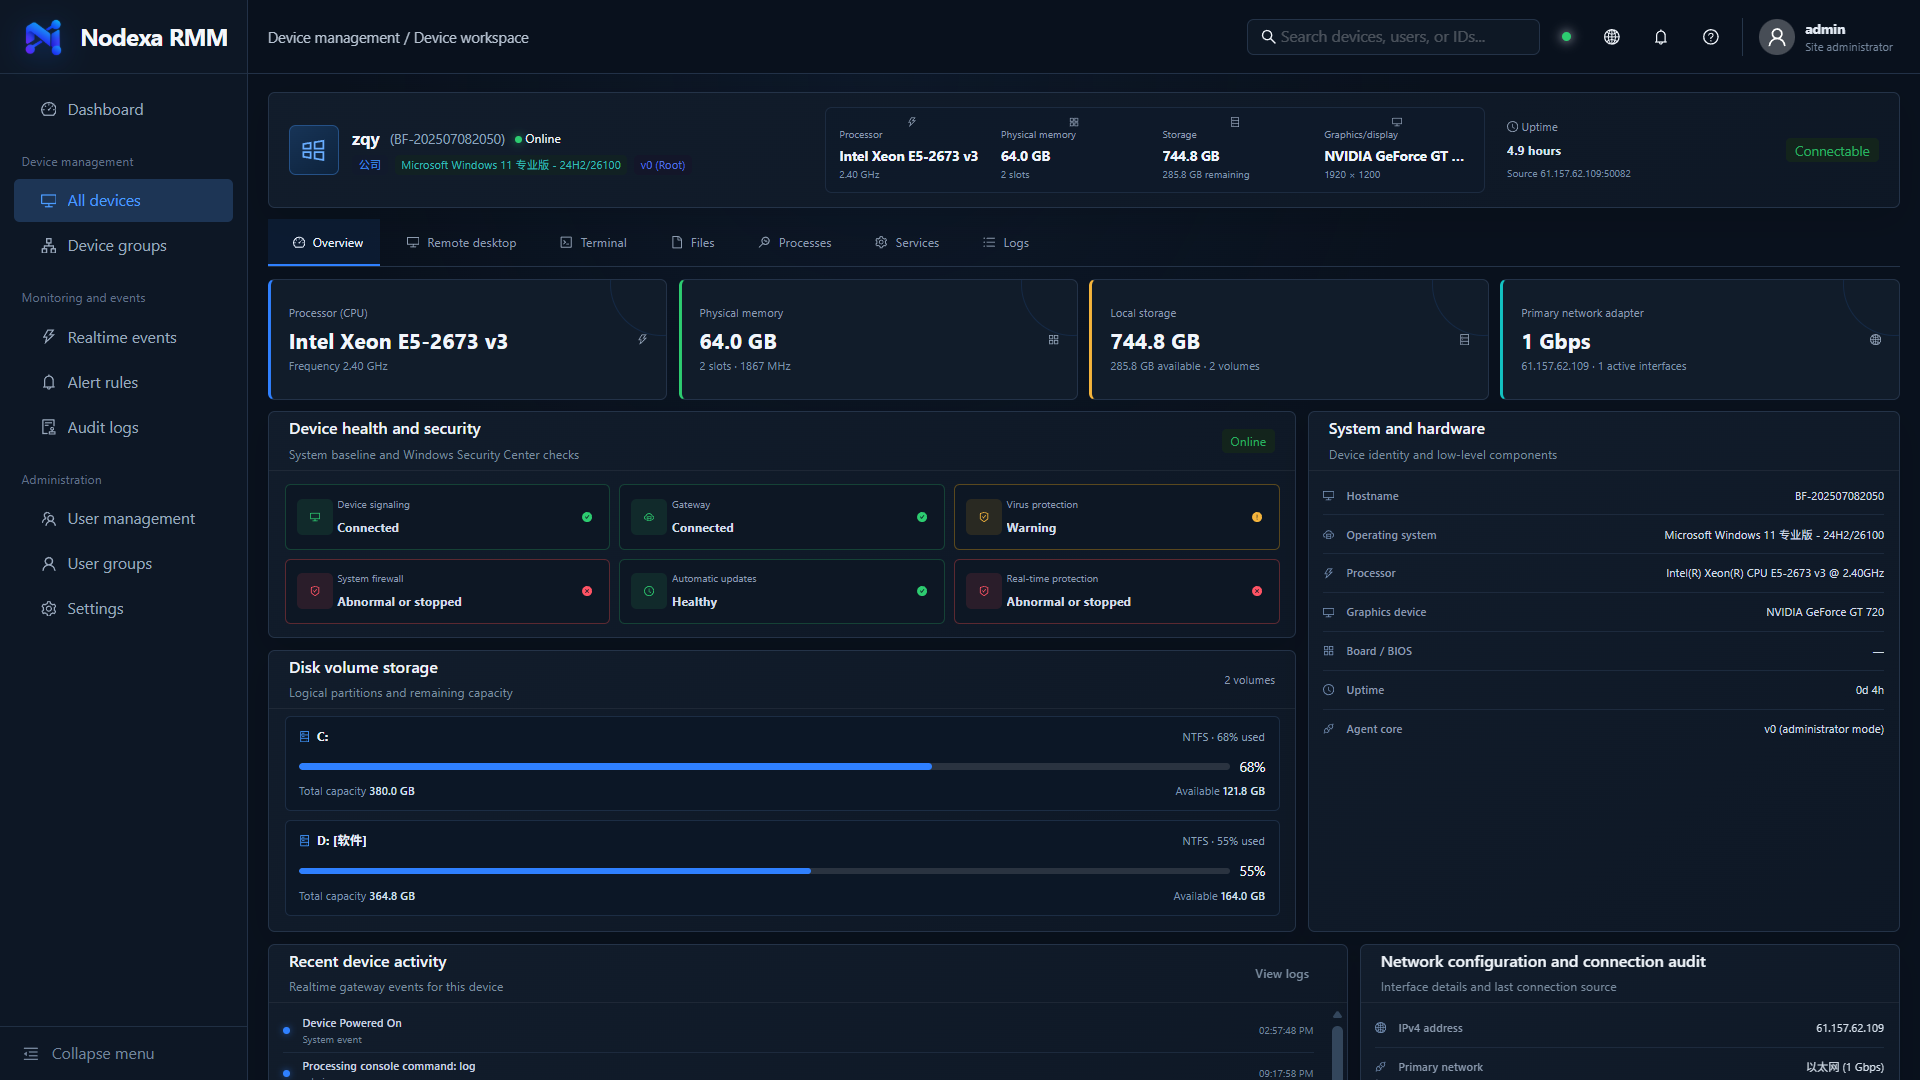 Nodexa RMM
Device management / Device workspace
Search devices, users, or IDs...
admin
Site administrator
Dashboard
Device management
All devices
Device groups
Monitoring and events
Realtime events
Alert rules
Audit logs
Administration
User management
User groups
Settings
Collapse menu
zqy (BF-202507082050) Online
公司 Microsoft Windows 11 专业版 - 24H2/26100 v0 (Root)
Processor
Intel Xeon E5-2673 v3
2.40 GHz
Physical memory
64.0 GB
2 slots
Storage
744.8 GB
285.8 GB remaining
Graphics/display
NVIDIA GeForce GT ...
1920 × 1200
Uptime
4.9 hours
Source 61.157.62.109:50082
Connectable
Overview
Remote desktop
Terminal
Files
Processes
Services
Logs
Processor (CPU)
Intel Xeon E5-2673 v3
Frequency 2.40 GHz
Physical memory
64.0 GB
2 slots · 1867 MHz
Local storage
744.8 GB
285.8 GB available · 2 volumes
Primary network adapter
1 Gbps
61.157.62.109 · 1 active interfaces
Device health and security
System baseline and Windows Security Center checks
Online
Device signaling
Connected
Gateway
Connected
Virus protection
Warning
System firewall
Abnormal or stopped
Automatic updates
Healthy
Real-time protection
Abnormal or stopped
Disk volume storage
Logical partitions and remaining capacity
2 volumes
C:
NTFS · 68% used
68%
Total capacity 380.0 GB
Available 121.8 GB
D: [软件]
NTFS · 55% used
55%
Total capacity 364.8 GB
Available 164.0 GB
System and hardware
Device identity and low-level components
Hostname BF-202507082050
Operating system Microsoft Windows 11 专业版 - 24H2/26100
Processor Intel(R) Xeon(R) CPU E5-2673 v3 @ 2.40GHz
Graphics device NVIDIA GeForce GT 720
Board / BIOS —
Uptime 0d 4h
Agent core v0 (administrator mode)
Recent device activity
Realtime gateway events for this device
View logs
Device Powered On
System event
02:57:48 PM
Processing console command: log
09:17:58 PM
Network configuration and connection audit
Interface details and last connection source
IPv4 address 61.157.62.109
Primary network 以太网 (1 Gbps)